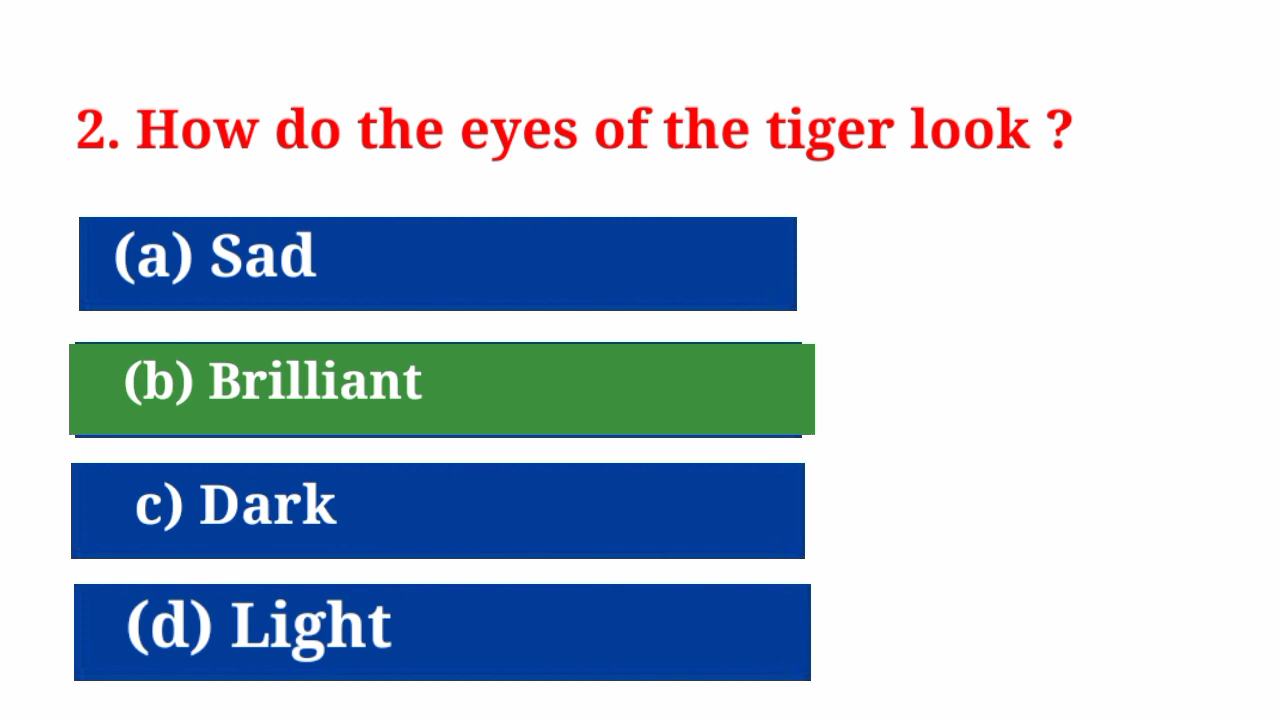 2. How do the eyes of the tiger look ?
(a) Sad
(b) Brilliant
c) Dark
(d) Light